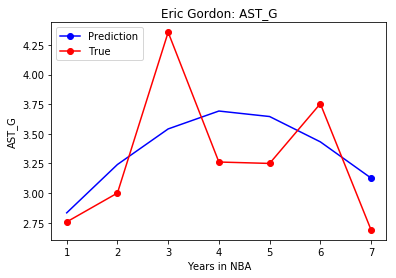 Eric Gordon: AST_G
Prediction
True
AST_G
4.25
4.00
3.75
3.50
3.25
3.00
2.75
1 2 3 4 5 6 7
Years in NBA